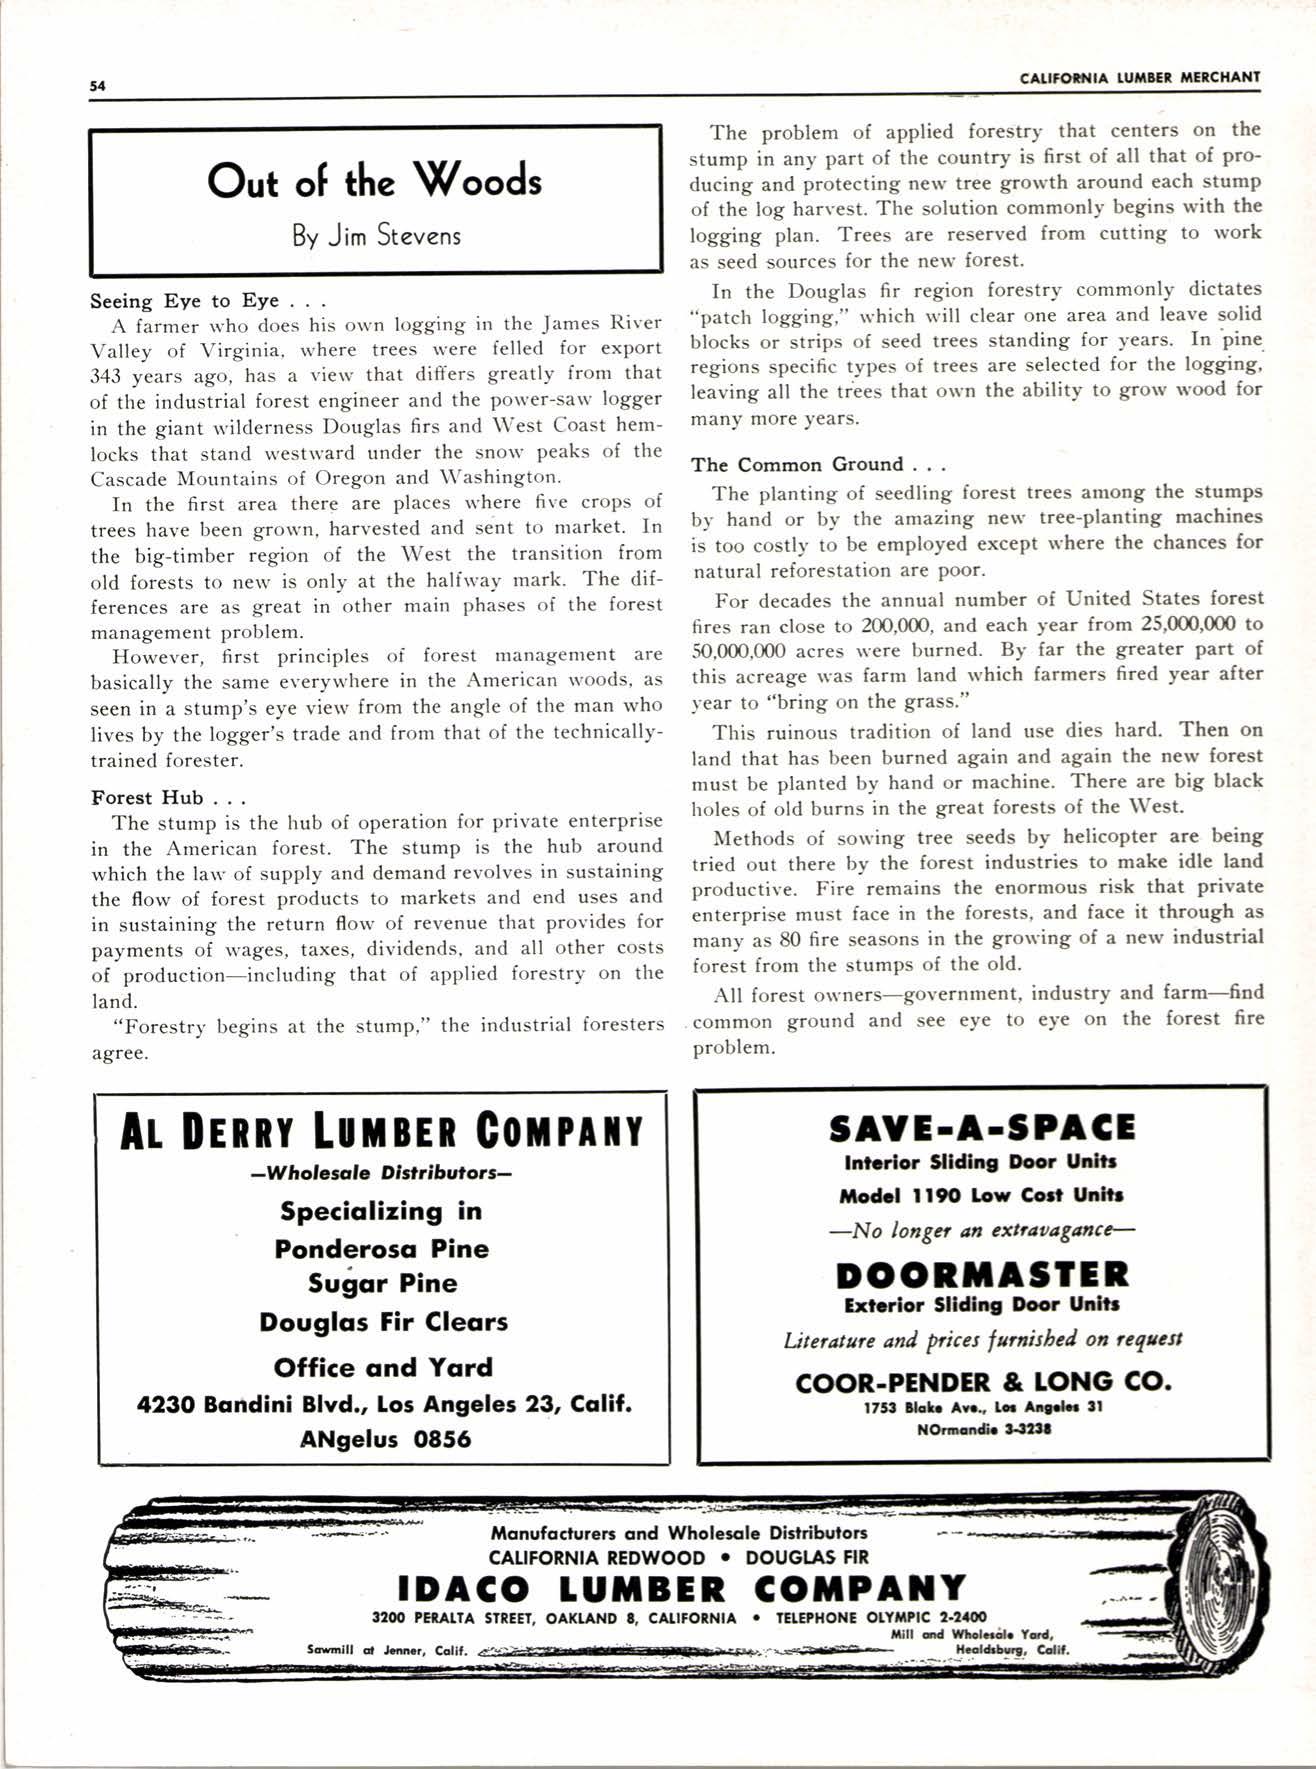 54
CALIFORNIA LUMBER MERCHANT
Out of the Woods
By Jim Stevens
Seeing Eye to Eye . . .
A farmer who does his own logging in the James River
Valley of Virginia, where trees were felled for export
343 years ago, has a view that differs greatly from that
of the industrial forest engineer and the power-saw logger
in the giant wilderness Douglas firs and West Coast hem-
locks that stand westward under the snow peaks of the
Cascade Mountains of Oregon and Washington.
In the first area there are places where five crops of
trees have been grown, harvested and sent to market. In
the big-timber region of the West the transition from
old forests to new is only at the halfway mark. The dif-
ferences are as great in other main phases of the forest
management problem.
However, first principles of forest management are
basically the same everywhere in the American woods, as
seen in a stump's eye view from the angle of the man who
lives by the logger's trade and from that of the technically-
trained forester.
Forest Hub . . .
The stump is the hub of operation for private enterprise
in the American forest. The stump is the hub around
which the law of supply and demand revolves in sustaining
the flow of forest products to markets and end uses and
in sustaining the return flow of revenue that provides for
payments of wages, taxes, dividends, and all other costs
of production—including that of applied forestry on the
land.
"Forestry begins at the stump," the industrial foresters
agree.
The problem of applied forestry that centers on the
stump in any part of the country is first of all that of pro-
ducing and protecting new tree growth around each stump
of the log harvest. The solution commonly begins with the
logging plan. Trees are reserved from cutting to work
as seed sources for the new forest.
In the Douglas fir region forestry commonly dictates
"patch logging," which will clear one area and leave solid
blocks or strips of seed trees standing for years. In pine
regions specific types of trees are selected for the logging,
leaving all the trees that own the ability to grow wood for
many more years.
The Common Ground . . .
The planting of seedling forest trees among the stumps
by hand or by the amazing new tree-planting machines
is too costly to be employed except where the chances for
natural reforestation are poor.
For decades the annual number of United States forest
fires ran close to 200,000, and each year from 25,000,000 to
50,000,000 acres were burned. By far the greater part of
this acreage was farm land which farmers fired year after
year to "bring on the grass."
This ruinous tradition of land use dies hard. Then on
land that has been burned again and again the new forest
must be planted by hand or machine. There are big black
holes of old burns in the great forests of the West.
Methods of sowing tree seeds by helicopter are being
tried out there by the forest industries to make idle land
productive. Fire remains the enormous risk that private
enterprise must face in the forests, and face it through as
many as 80 fire seasons in the growing of a new industrial
forest from the stumps of the old.
All forest owners—government, industry and farm—find
common ground and see eye to eye on the forest fire
problem.
AL DERRY LUMBER COMPANY
—Wholesale Distributors—
Specializing in
Ponderosa Pine
Sugar Pine
Douglas Fir Clears
Office and Yard
4230 Bandini Blvd., Los Angeles 23, Calif.
ANgelus 0856
SAVE-A-SPACE
Interior Sliding Door Units
Model 1190 Low Cost Units
—No longer an extravagance—
DOORMASTER
Exterior Sliding Door Units
Literature and prices furnished on request
COOR-PENDER & LONG CO.
1753 Blake Ave., Los Angeles 31
NOrmandie 3-3238
Manufacturers and Wholesale Distributors
CALIFORNIA REDWOOD • DOUGLAS FIR
IDACO LUMBER COMPANY
3200 PERALTA STREET, OAKLAND 8, CALIFORNIA • TELEPHONE OLYMPIC 2-2400
Mill and Wholesale Yard,
Sawmill at Jenner, Calif.
Healdsburg, Calif.